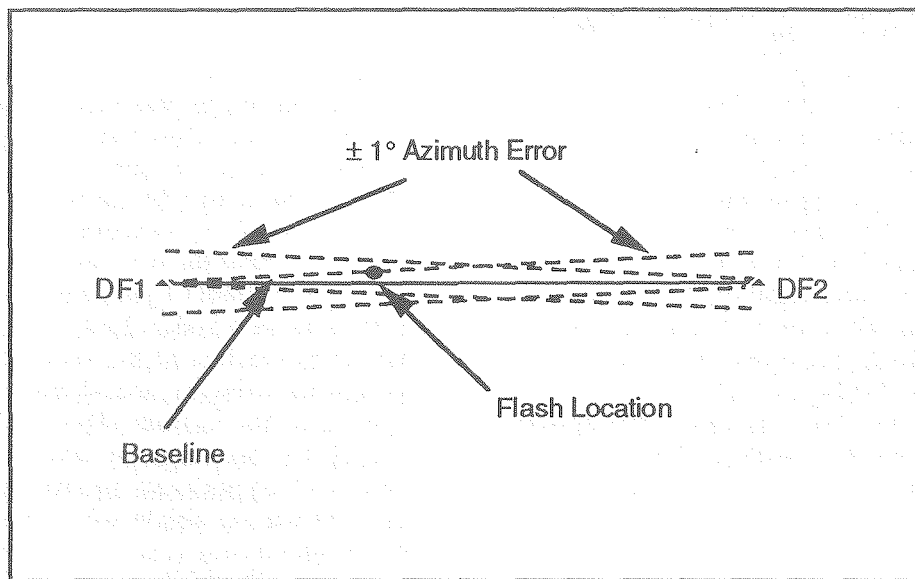 ± 1° Azimuth Error
DF1
DF2
Flash Location
Baseline